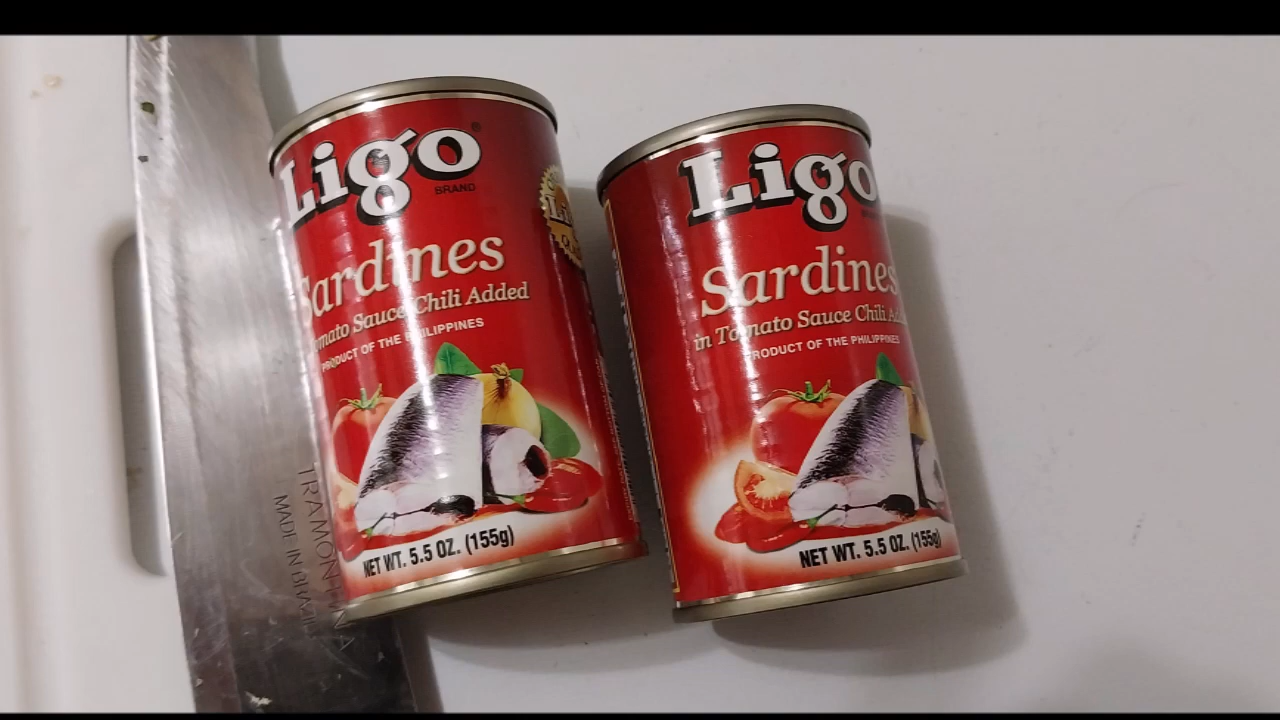 Ligo
BRAND
Sardines
Tomato Sauce Chili Added
PRODUCT OF THE PHILIPPINES
NET WT. 5.5 OZ. (155g)
Ligo
Sardines
in Tomato Sauce Chili
PRODUCT OF THE PHILIPPINES
NET WT. 5.5 OZ. (155g)
TRAMONTINA
MADE IN BRAZIL